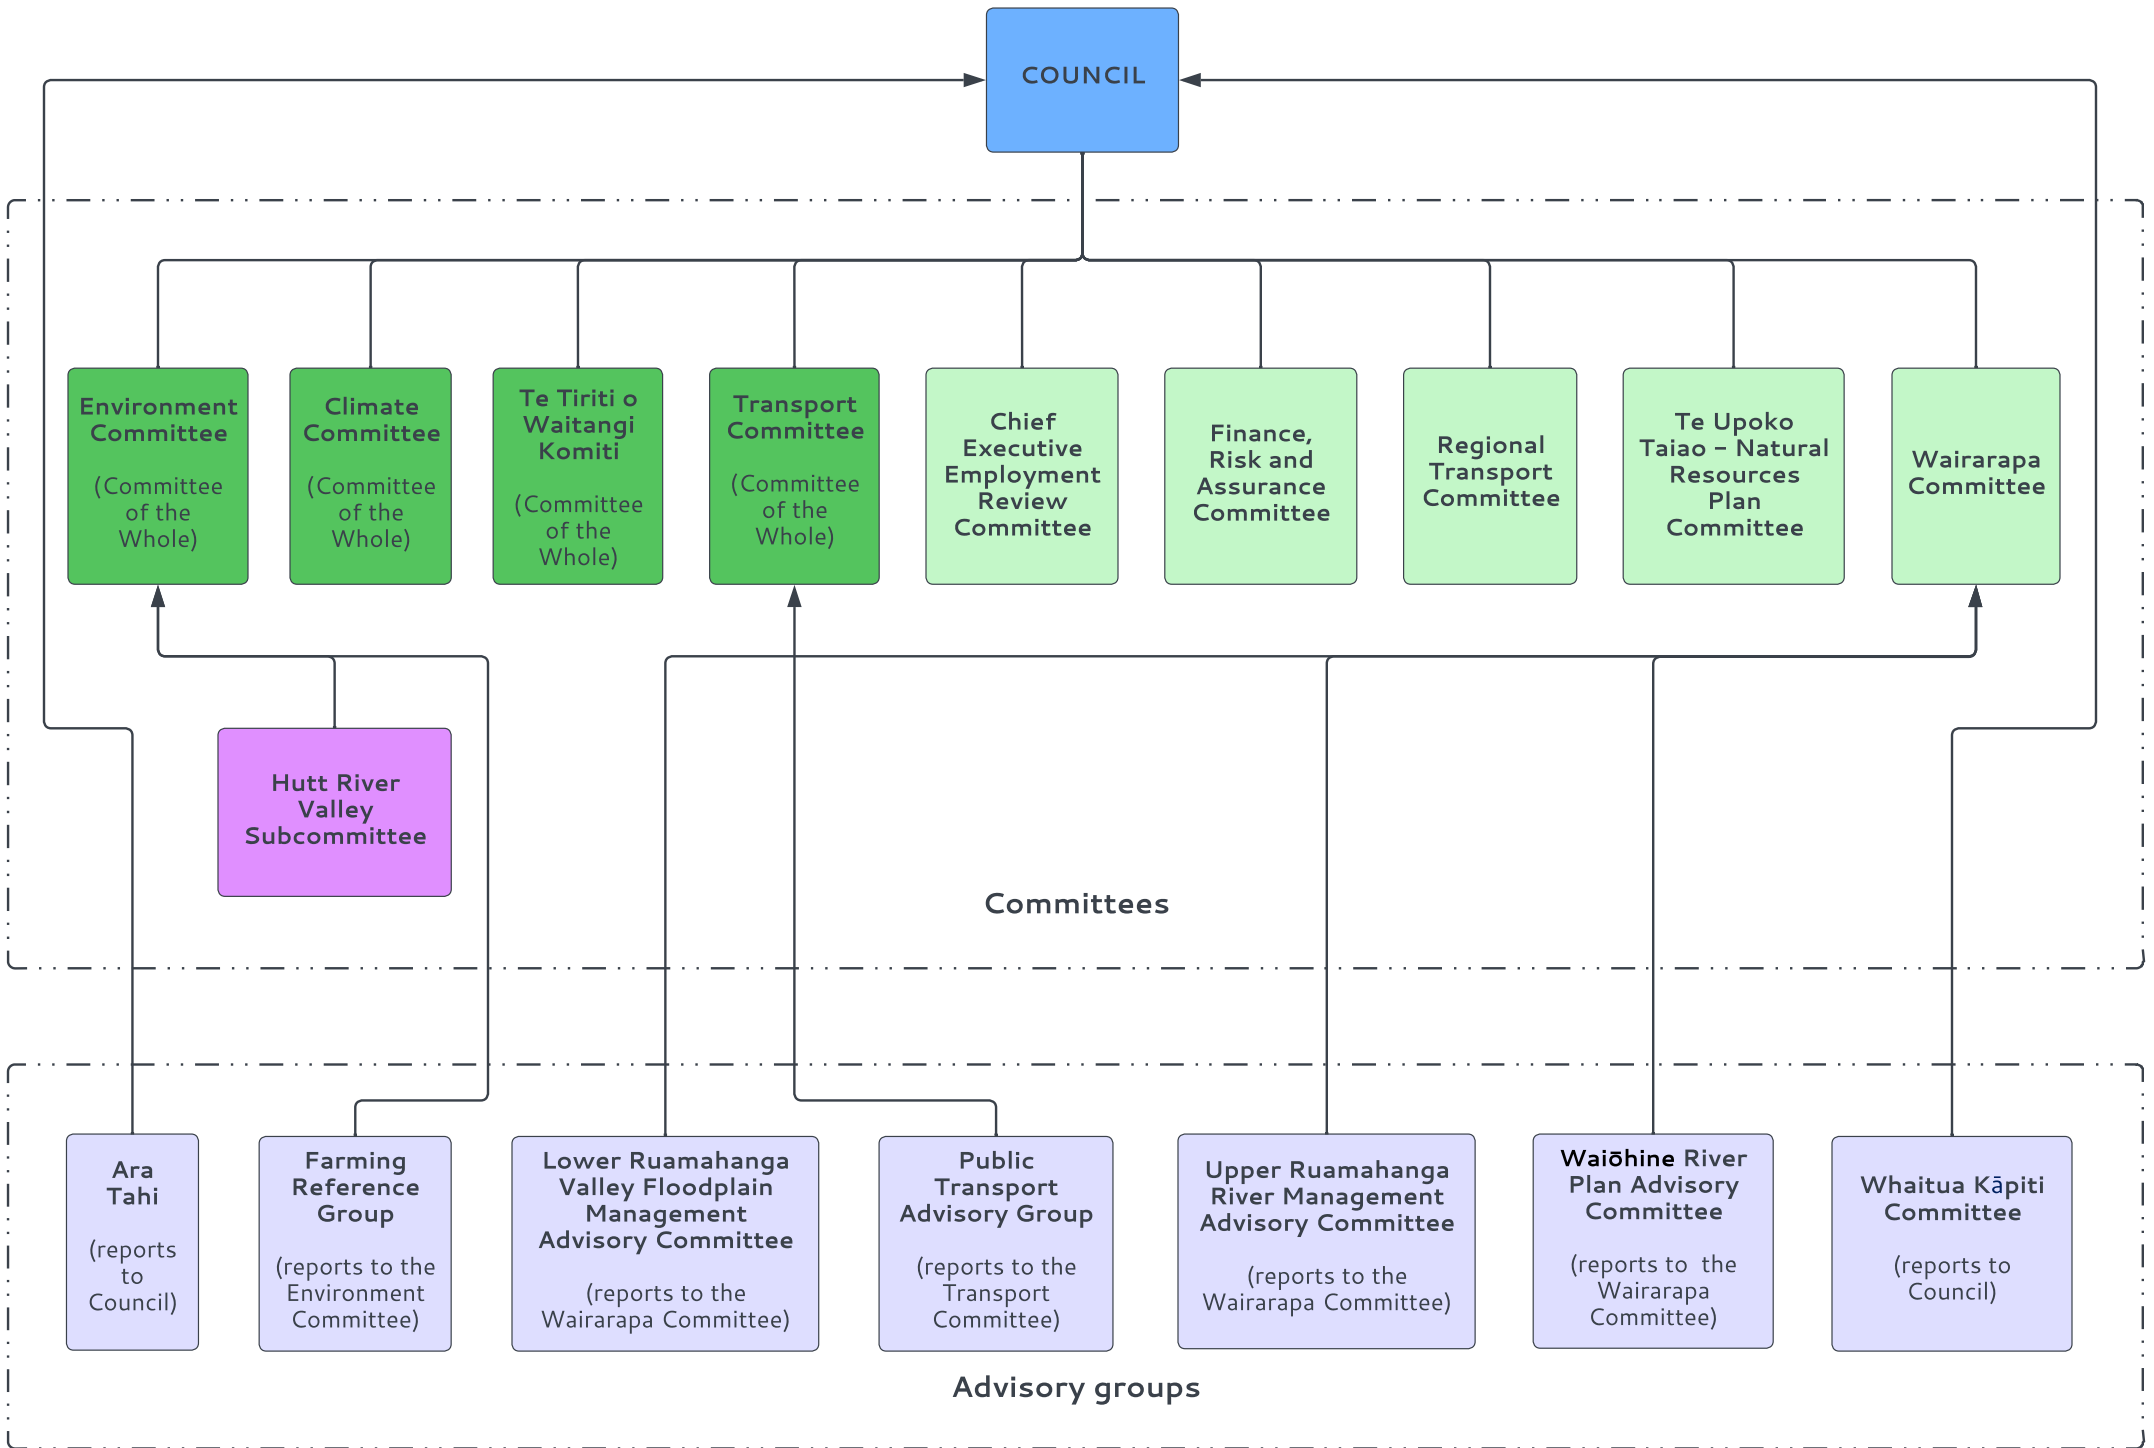 COUNCIL
Environment
Committee
(Committee
of the
Whole)
Climate
Committee
(Committee
of the
Whole)
Te Tiriti o
Waitangi
Komiti
(Committee
of the
Whole)
Transport
Committee
(Committee
of the
Whole)
Chief
Executive
Employment
Review
Committee
Finance,
Risk and
Assurance
Committee
Regional
Transport
Committee
Te Upoko
Taiao - Natural
Resources
Plan
Committee
Wairarapa
Committee
Hutt River
Valley
Subcommittee
Committees
Ara
Tahi
(reports
to
Council)
Farming
Reference
Group
(reports to the
Environment
Committee)
Lower Ruamahanga
Valley Floodplain
Management
Advisory Committee
(reports to the
Wairarapa Committee)
Public
Transport
Advisory Group
(reports to the
Transport
Committee)
Upper Ruamahanga
River Management
Advisory Committee
(reports to the
Wairarapa Committee)
Waiōhine River
Plan Advisory
Committee
(reports to  the
Wairarapa
Committee)
Whaitua Kāpiti
Committee
(reports to
Council)
Advisory groups